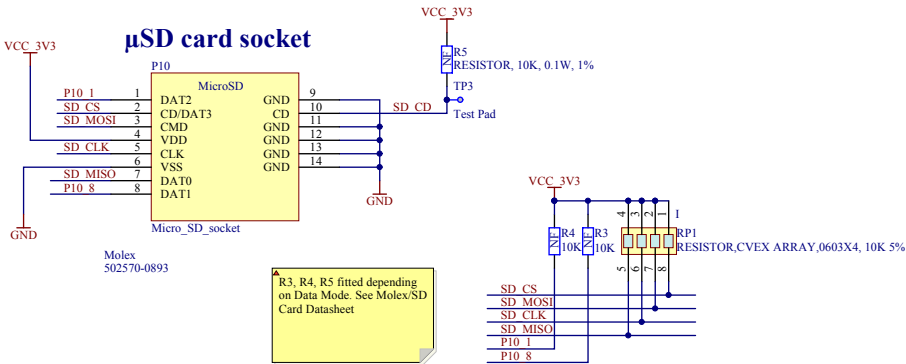 µSD card socket
VCC_3V3
P10
MicroSD
P10_1
1
DAT2
SD_CS
2
CD/DAT3
SD_MOSI
3
CMD
4
VDD
SD_CLK
5
CLK
6
VSS
SD_MISO
7
DAT0
P10_8
8
DAT1
GND
9
CD
10
GND
11
GND
12
GND
13
GND
14
SD_CD
GND
GND
Micro_SD_socket
Molex
502570-0893
VCC_3V3
NF
R5
RESISTOR, 10K, 0.1W, 1%
TP3
Test Pad
R3, R4, R5 fitted depending
on Data Mode. See Molex/SD
Card Datasheet
VCC_3V3
NF
R4
10K
NF
R3
10K
4
3
2
1
I
RP1
RESISTOR,CVEX ARRAY,0603X4, 10K 5%
5
6
7
8
SD_CS
SD_MOSI
SD_CLK
SD_MISO
P10_1
P10_8